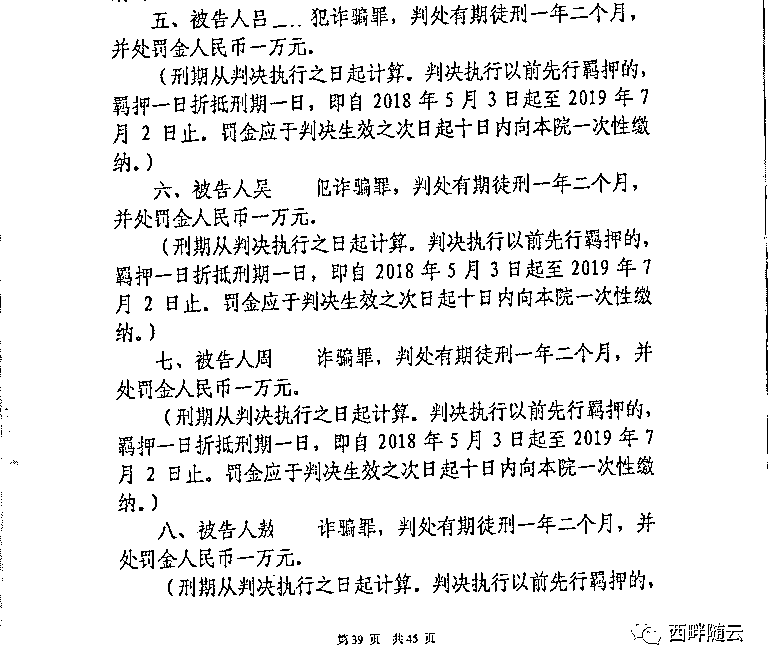 五、被告人吕 犯诈骗罪，判处有期徒刑一年二个月，
并处罚金人民币一万元。
（刑期从判决执行之日起计算。判决执行以前先行羁押的，
羁押一日折抵刑期一日，即自 2018 年 5 月 3 日起至 2019 年 7
月 2 日止。罚金应于判决生效之次日起十日内向本院一次性缴
纳。）
六、被告人吴 犯诈骗罪，判处有期徒刑一年二个月，
并处罚金人民币一万元。
（刑期从判决执行之日起计算。判决执行以前先行羁押的，
羁押一日折抵刑期一日，即自 2018 年 5 月 3 日起至 2019 年 7
月 2 日止。罚金应于判决生效之次日起十日内向本院一次性缴
纳。）
七、被告人周 诈骗罪，判处有期徒刑一年二个月，并
处罚金人民币一万元。
（刑期从判决执行之日起计算。判决执行以前先行羁押的，
羁押一日折抵刑期一日，即自 2018 年 5 月 3 日起至 2019 年 7
月 2 日止。罚金应于判决生效之次日起十日内向本院一次性缴
纳。）
八、被告人敖 诈骗罪，判处有期徒刑一年二个月，并
处罚金人民币一万元。
（刑期从判决执行之日起计算。判决执行以前先行羁押的，
第 39 页 共 45 页
西畔随云